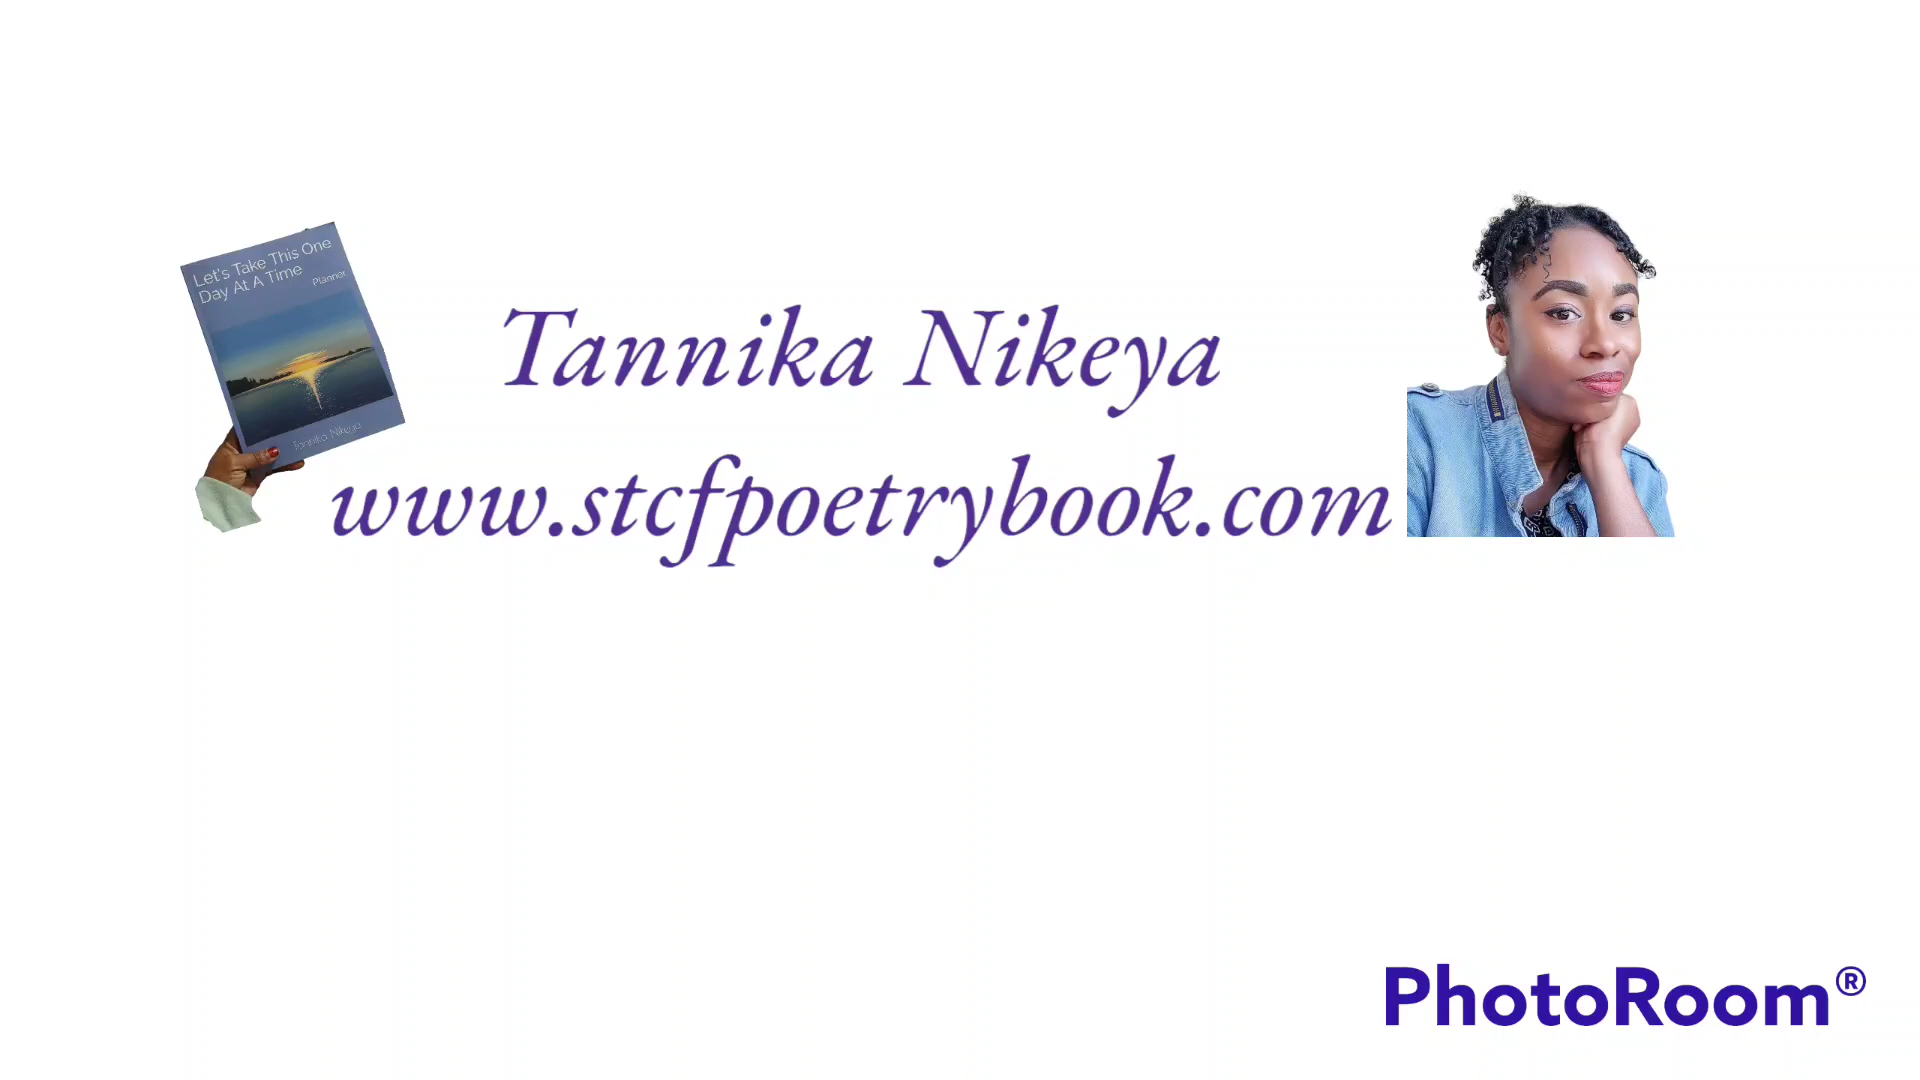 Let's Take This One
Day At A Time
Planner
Tannika Nikeya
Tannika Nikeya
www.stcfpoetrybook.com
PhotoRoom®